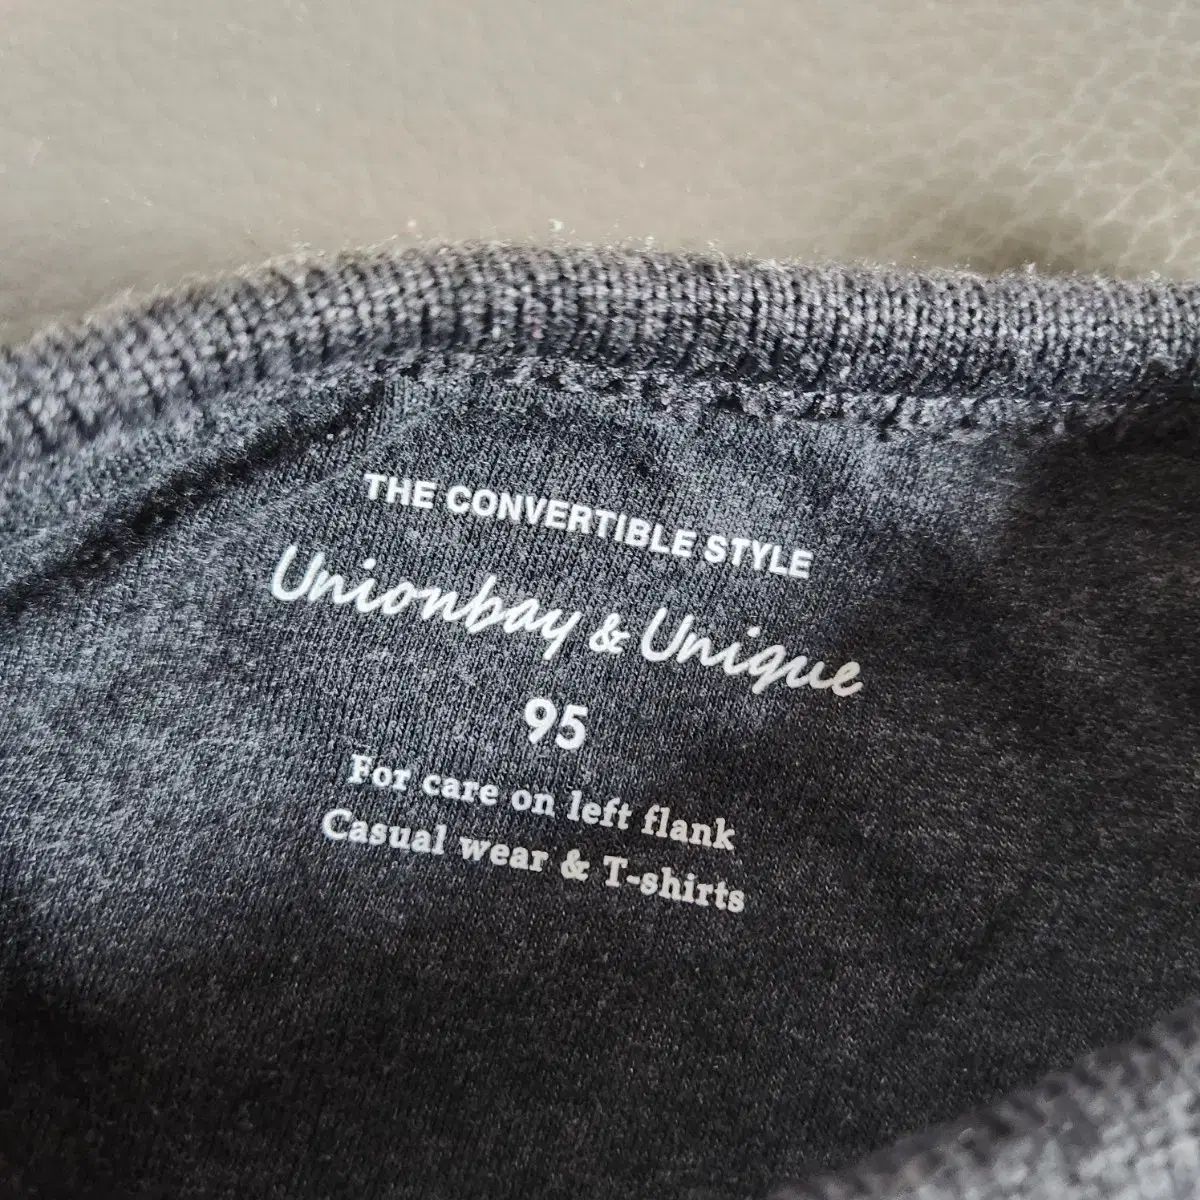 THE CONVERTIBLE STYLE
Unionbay & Unique
95
For care on left flank
Casual wear & T-shirts